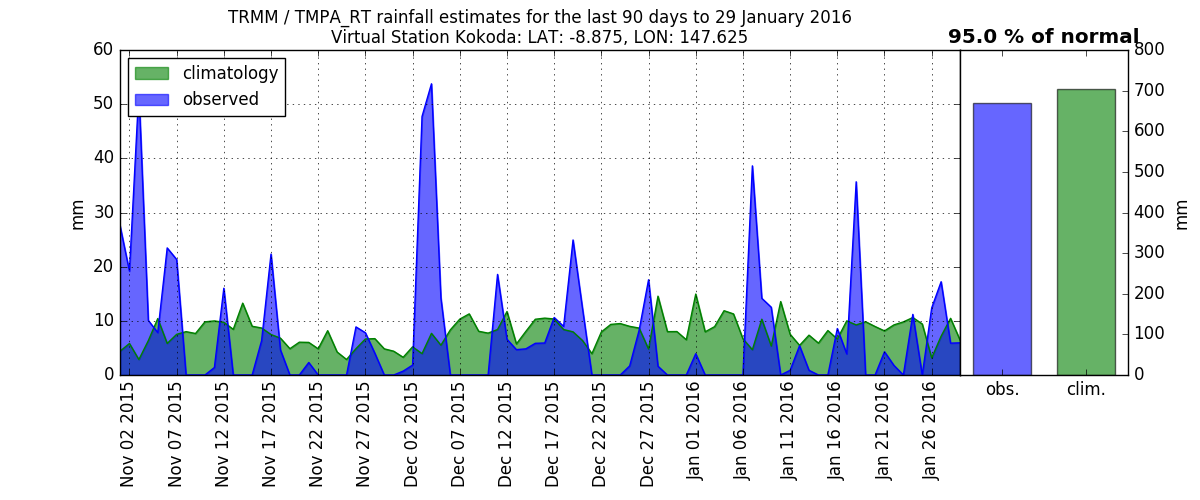 TRMM / TMPA_RT rainfall estimates for the last 90 days to 29 January 2016
Virtual Station Kokoda: LAT: -8.875, LON: 147.625
95.0 % of normal
climatology
observed
60
50
40
30
20
10
0
mm
Nov 02 2015
Nov 07 2015
Nov 12 2015
Nov 17 2015
Nov 22 2015
Nov 27 2015
Dec 02 2015
Dec 07 2015
Dec 12 2015
Dec 17 2015
Dec 22 2015
Dec 27 2015
Jan 01 2016
Jan 06 2016
Jan 11 2016
Jan 16 2016
Jan 21 2016
Jan 26 2016
obs.
clim.
800
700
600
500
400
300
200
100
0
mm